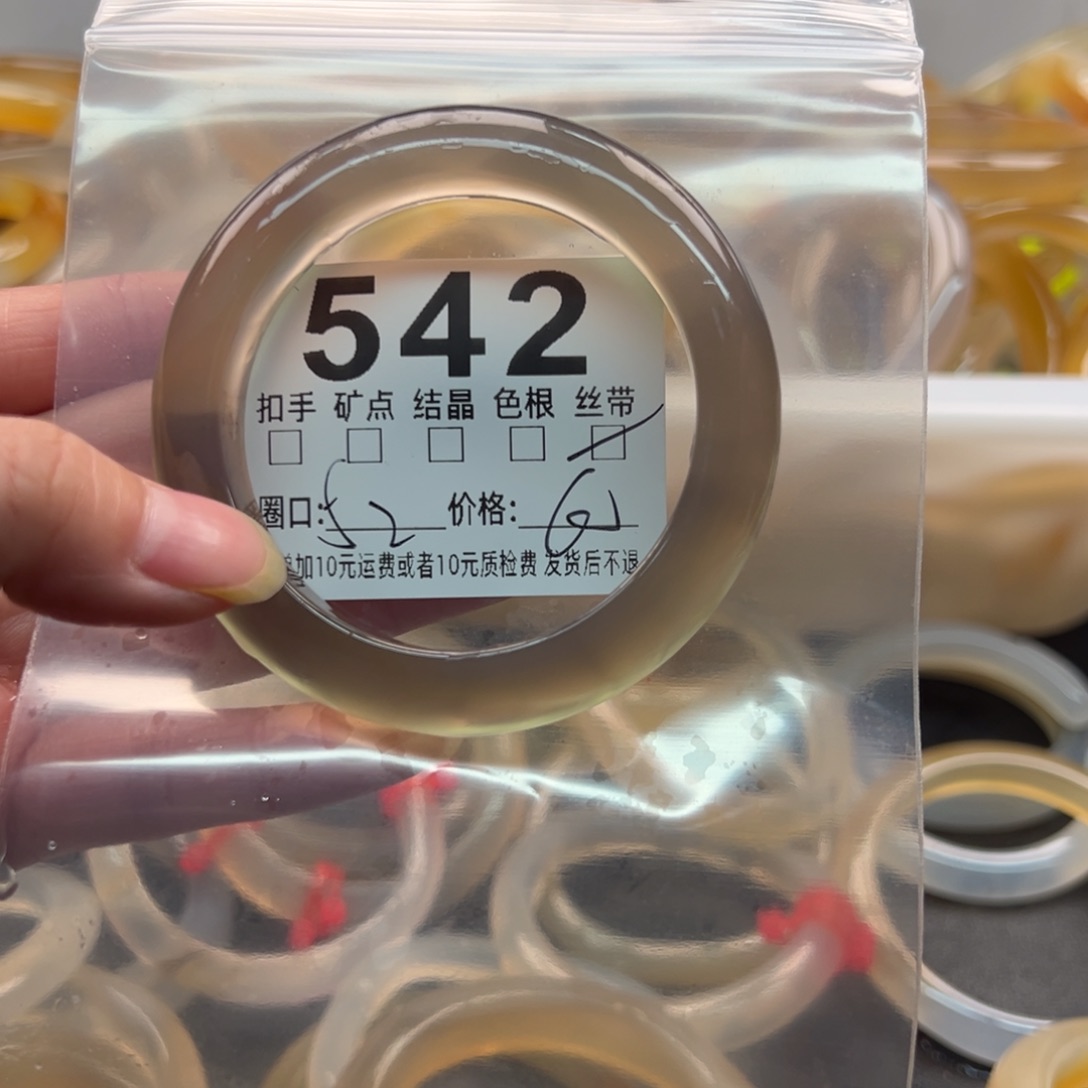 542
扣手 矿点 结晶 色根 丝带
□ □ □ □ □
圈口:52 价格:
加10元运费或者10元质检费 发货后不退